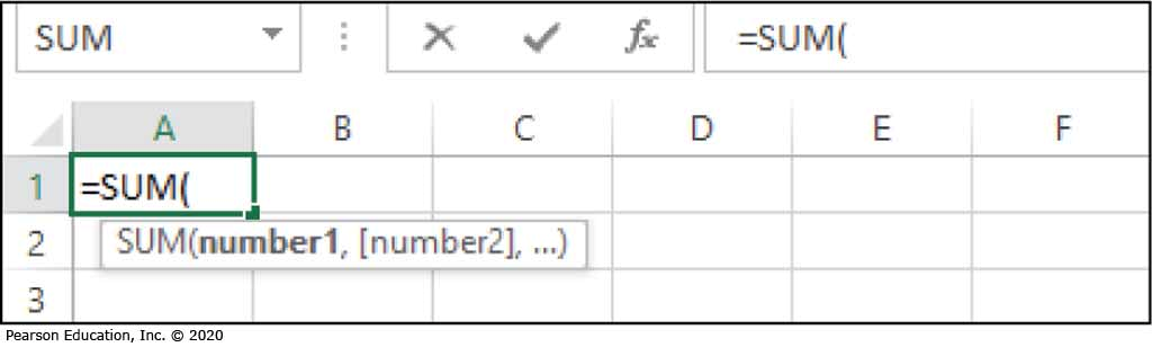 SUM fx =SUM(
A B C D E F
1 =SUM(
2 SUM(number1, [number2], ...)
3
Pearson Education, Inc. © 2020